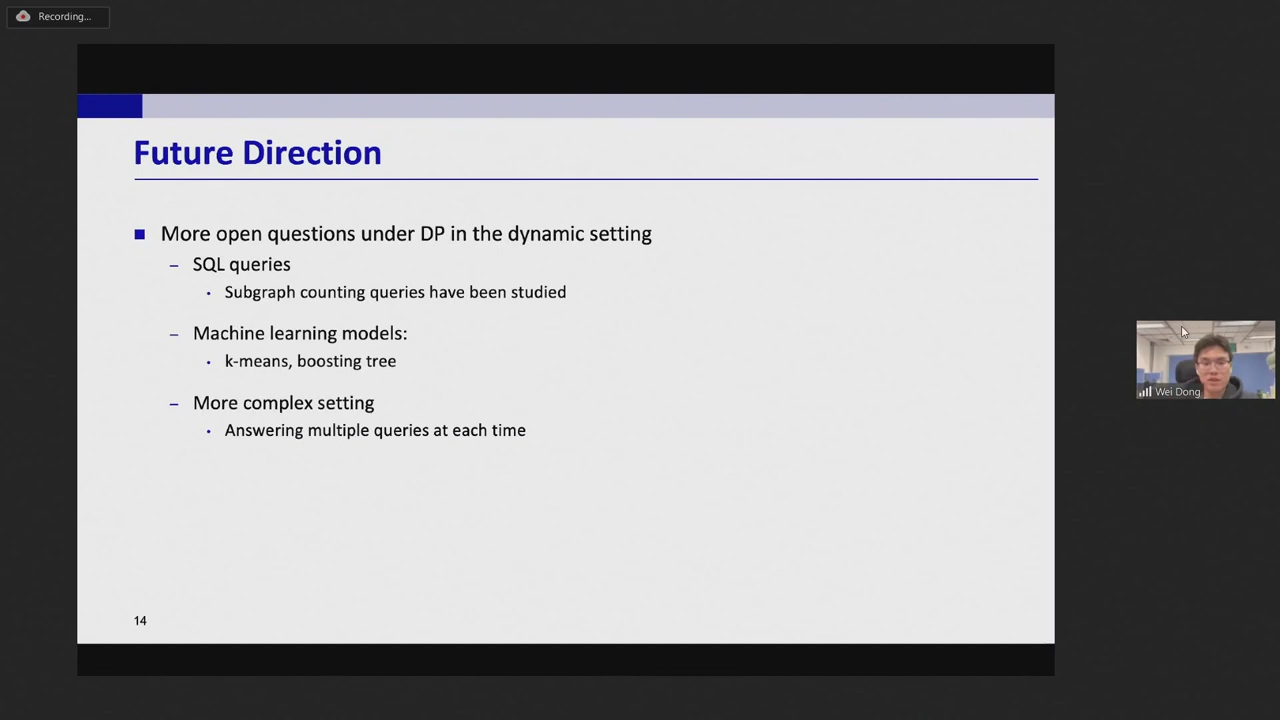 Recording...
Future Direction
More open questions under DP in the dynamic setting
– SQL queries
• Subgraph counting queries have been studied
– Machine learning models:
• k-means, boosting tree
– More complex setting
• Answering multiple queries at each time
Wei Dong
14